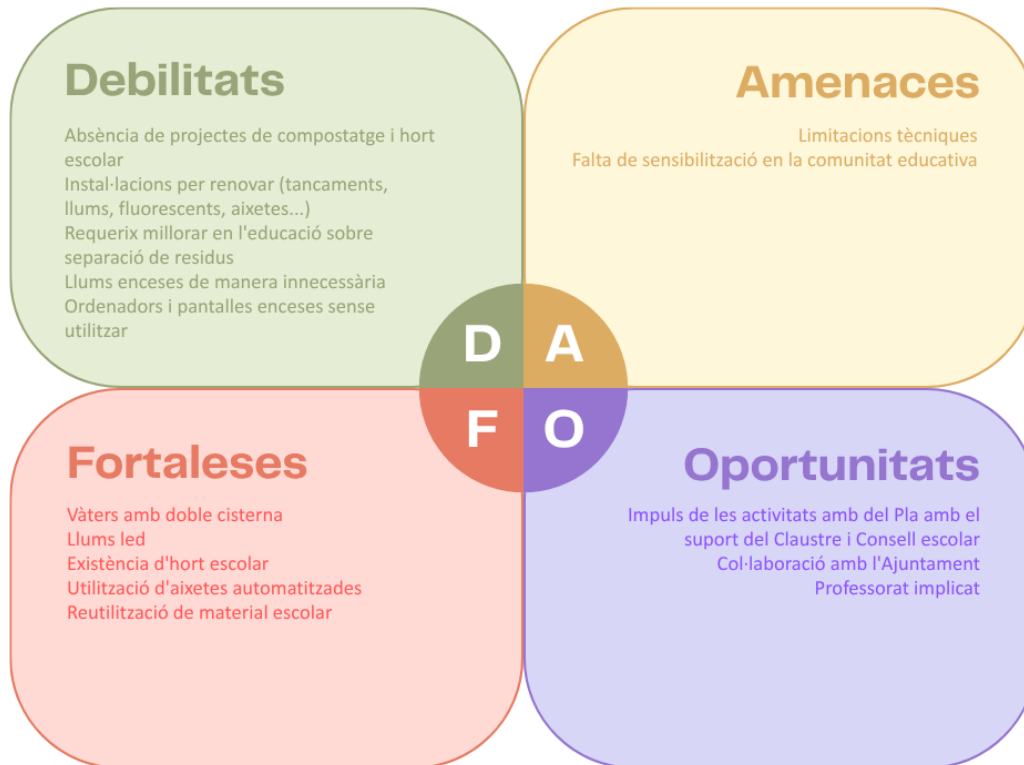 Debilitats
Absència de projectes de compostatge i hort
escolar
Instal·lacions per renovar (tancaments,
llums, fluorescents, aixetes...)
Requerix millorar en l'educació sobre
separació de residus
Llums enceses de manera innecessària
Ordenadors i pantalles enceses sense
utilitzar
Amenaces
Limitacions tècniques
Falta de sensibilització en la comunitat educativa
D A
F O
Fortaleses
Vàters amb doble cisterna
Llums led
Existència d'hort escolar
Utilització d'aixetes automatitzades
Reutilització de material escolar
Oportunitats
Impuls de les activitats amb del Pla amb el
suport del Claustre i Consell escolar
Col·laboració amb l'Ajuntament
Professorat implicat